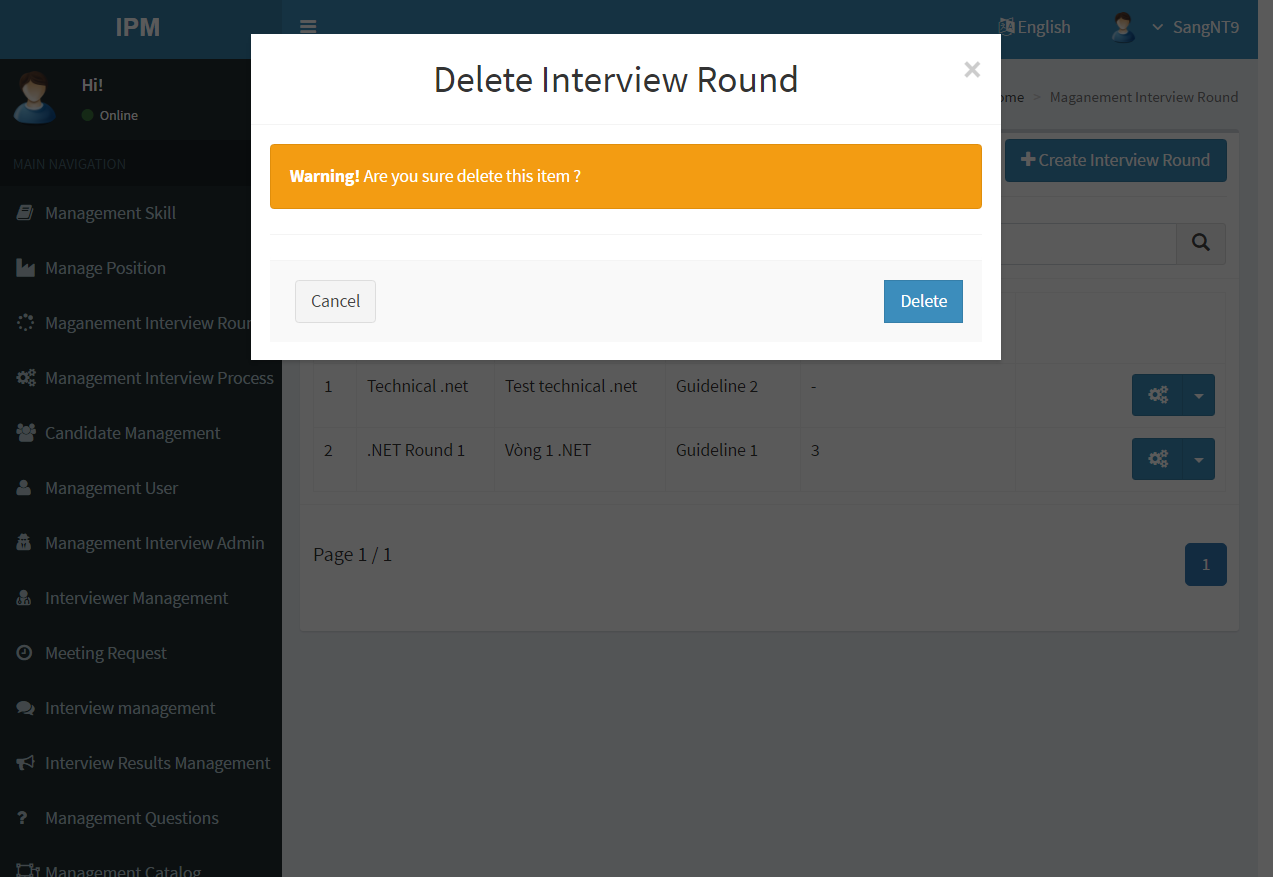 IPM
English
SangNT9
Hi!
Online
ome > Maganement Interview Round
Delete Interview Round
×
Warning! Are you sure delete this item ?
Cancel
Delete
Create Interview Round
MAIN NAVIGATION
Management Skill
Manage Position
Maganement Interview Roun
Management Interview Process
Candidate Management
Management User
Management Interview Admin
Interviewer Management
Meeting Request
Interview management
Interview Results Management
Management Questions
Management Catalog
1 Technical .net Test technical .net Guideline 2 -
2 .NET Round 1 Vòng 1 .NET Guideline 1 3
Page 1 / 1
1